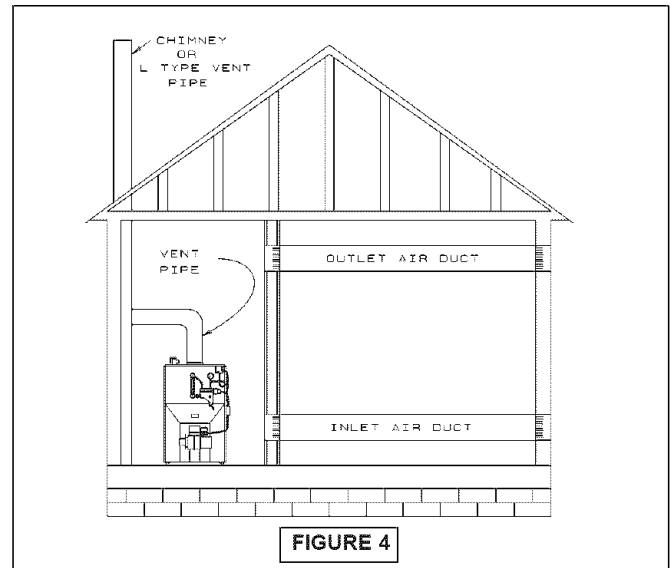 CHIMNEY
OR
L TYPE VENT
PIPE
VENT
PIPE
OUTLET AIR DUCT
INLET AIR DUCT
FIGURE 4